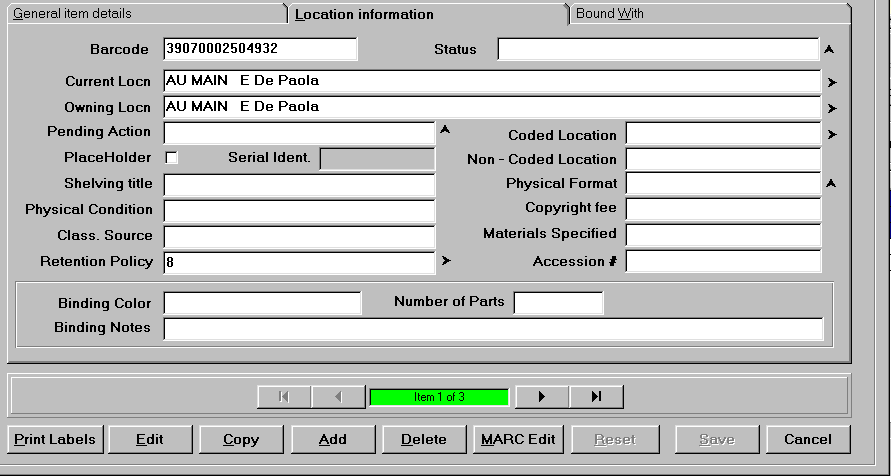 General item details Location information Bound With
Barcode 39070002504932 Status
Current Locn AU MAIN E De Paola
Owning Locn AU MAIN E De Paola
Pending Action Coded Location
PlaceHolder Serial Ident. Non - Coded Location
Shelving title Physical Format
Physical Condition Copyright fee
Class. Source Materials Specified
Retention Policy 8 Accession #
Binding Color Number of Parts
Binding Notes
Item 1 of 3
Print Labels Edit Copy Add Delete MARC Edit Reset Save Cancel